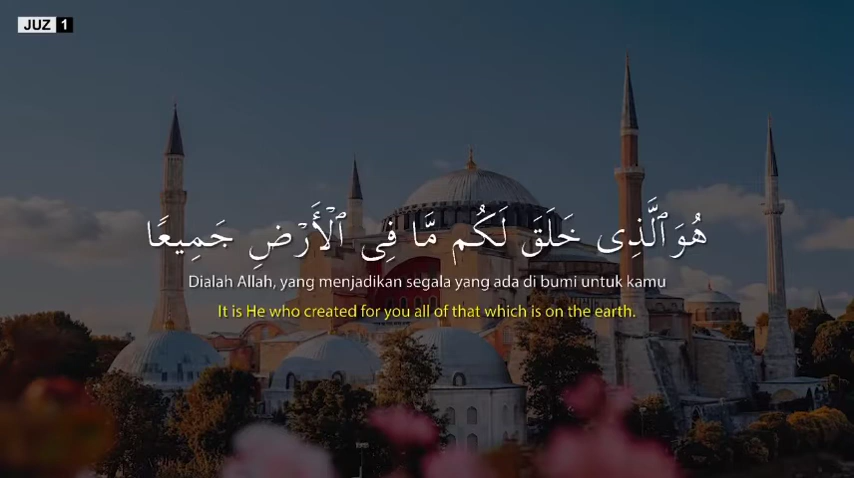 JUZ 1
هُوَ ٱلَّذِى خَلَقَ لَكُم مَّا فِى ٱلْأَرْضِ جَمِيعًا
Dialah Allah, yang menjadikan segala yang ada di bumi untuk kamu
It is He who created for you all of that which is on the earth.